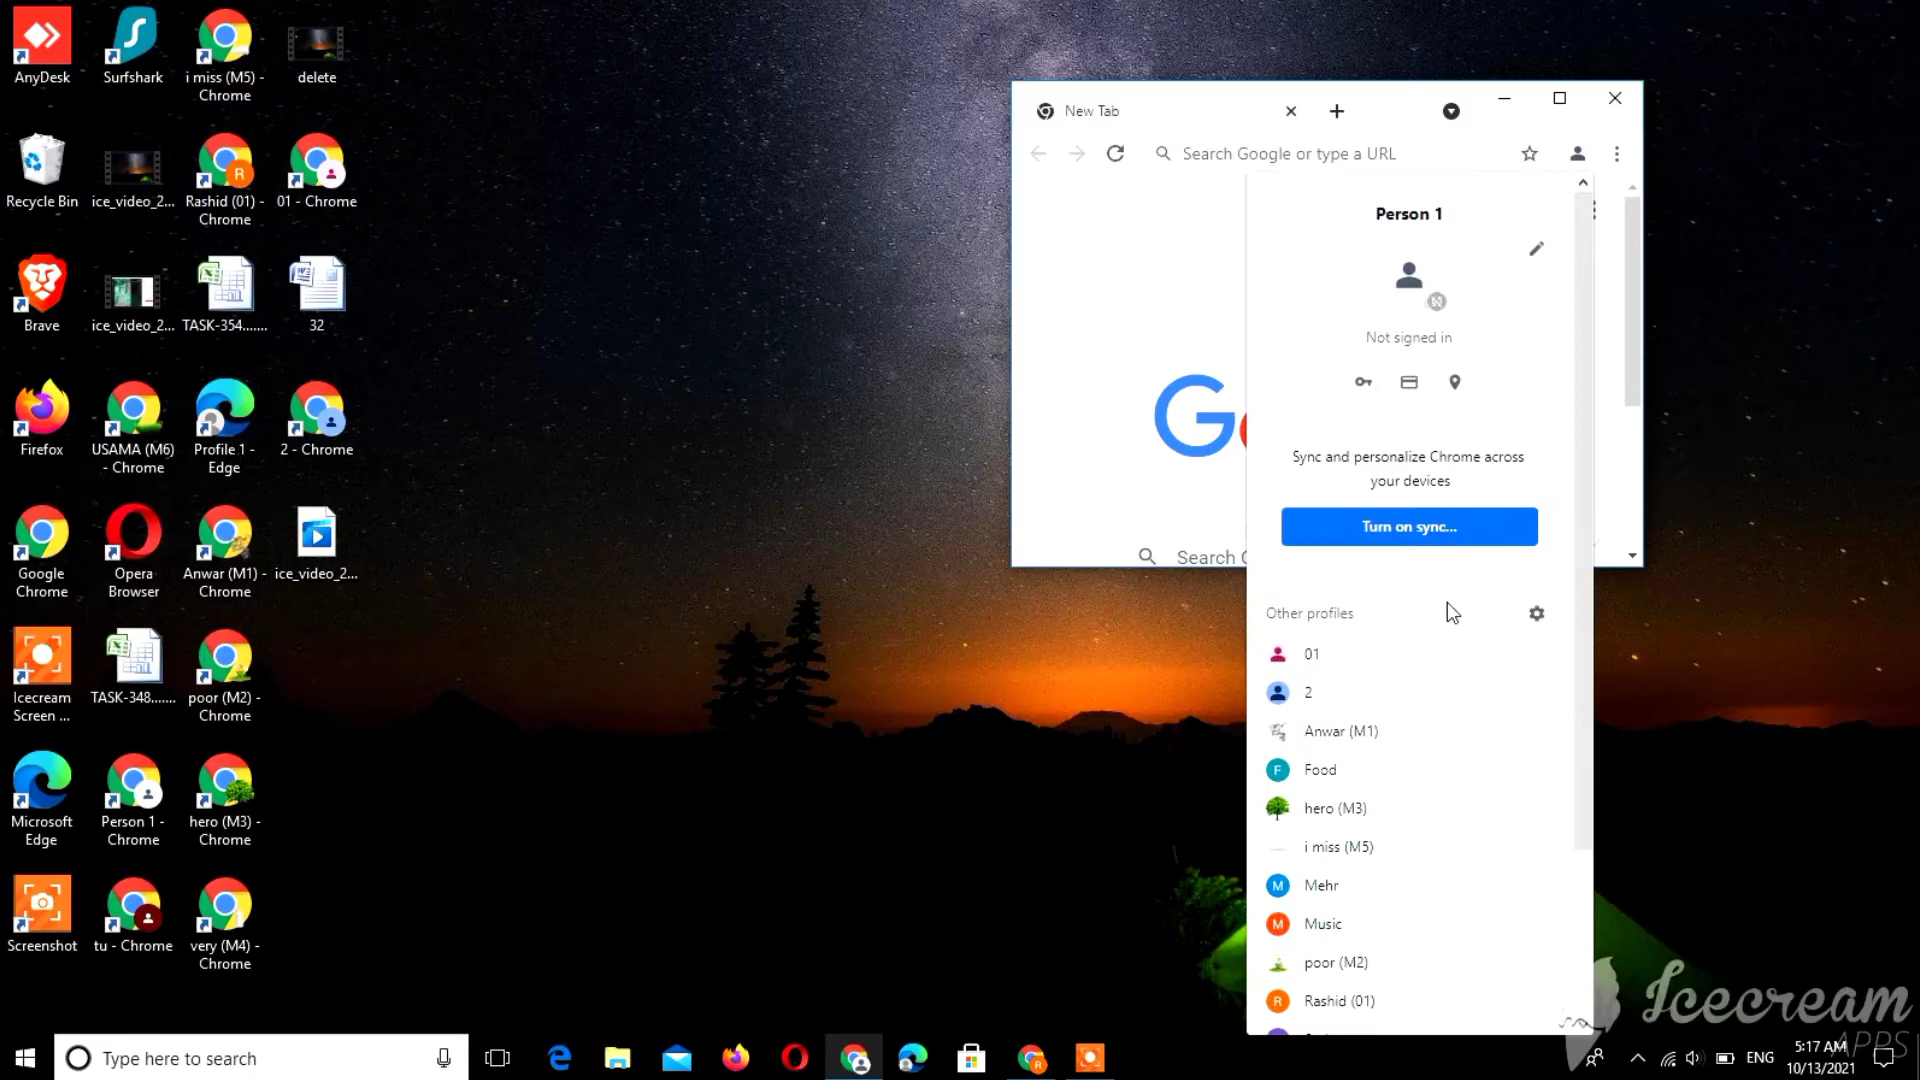 AnyDesk
Surfshark
i miss (M5) -
Chrome
delete
Recycle Bin
ice_video_2...
Rashid (01) -
Chrome
01 - Chrome
Brave
ice_video_2...
TASK-354.......
32
Firefox
USAMA (M6)
- Chrome
Profile 1 -
Edge
2 - Chrome
Google
Chrome
Opera
Browser
Anwar (M1) -
Chrome
ice_video_2...
Icecream
Screen ...
TASK-348.......
poor (M2) -
Chrome
Microsoft
Edge
Person 1 -
Chrome
hero (M3) -
Chrome
Screenshot
tu - Chrome
very (M4) -
Chrome
New Tab
Search Google or type a URL
Search G
Person 1
Not signed in
Sync and personalize Chrome across
your devices
Turn on sync...
Other profiles
01
2
Anwar (M1)
F Food
hero (M3)
i miss (M5)
M Mehr
M Music
poor (M2)
R Rashid (01)
Icecream
APPS
Type here to search
ENG
5:17 AM
10/13/2021